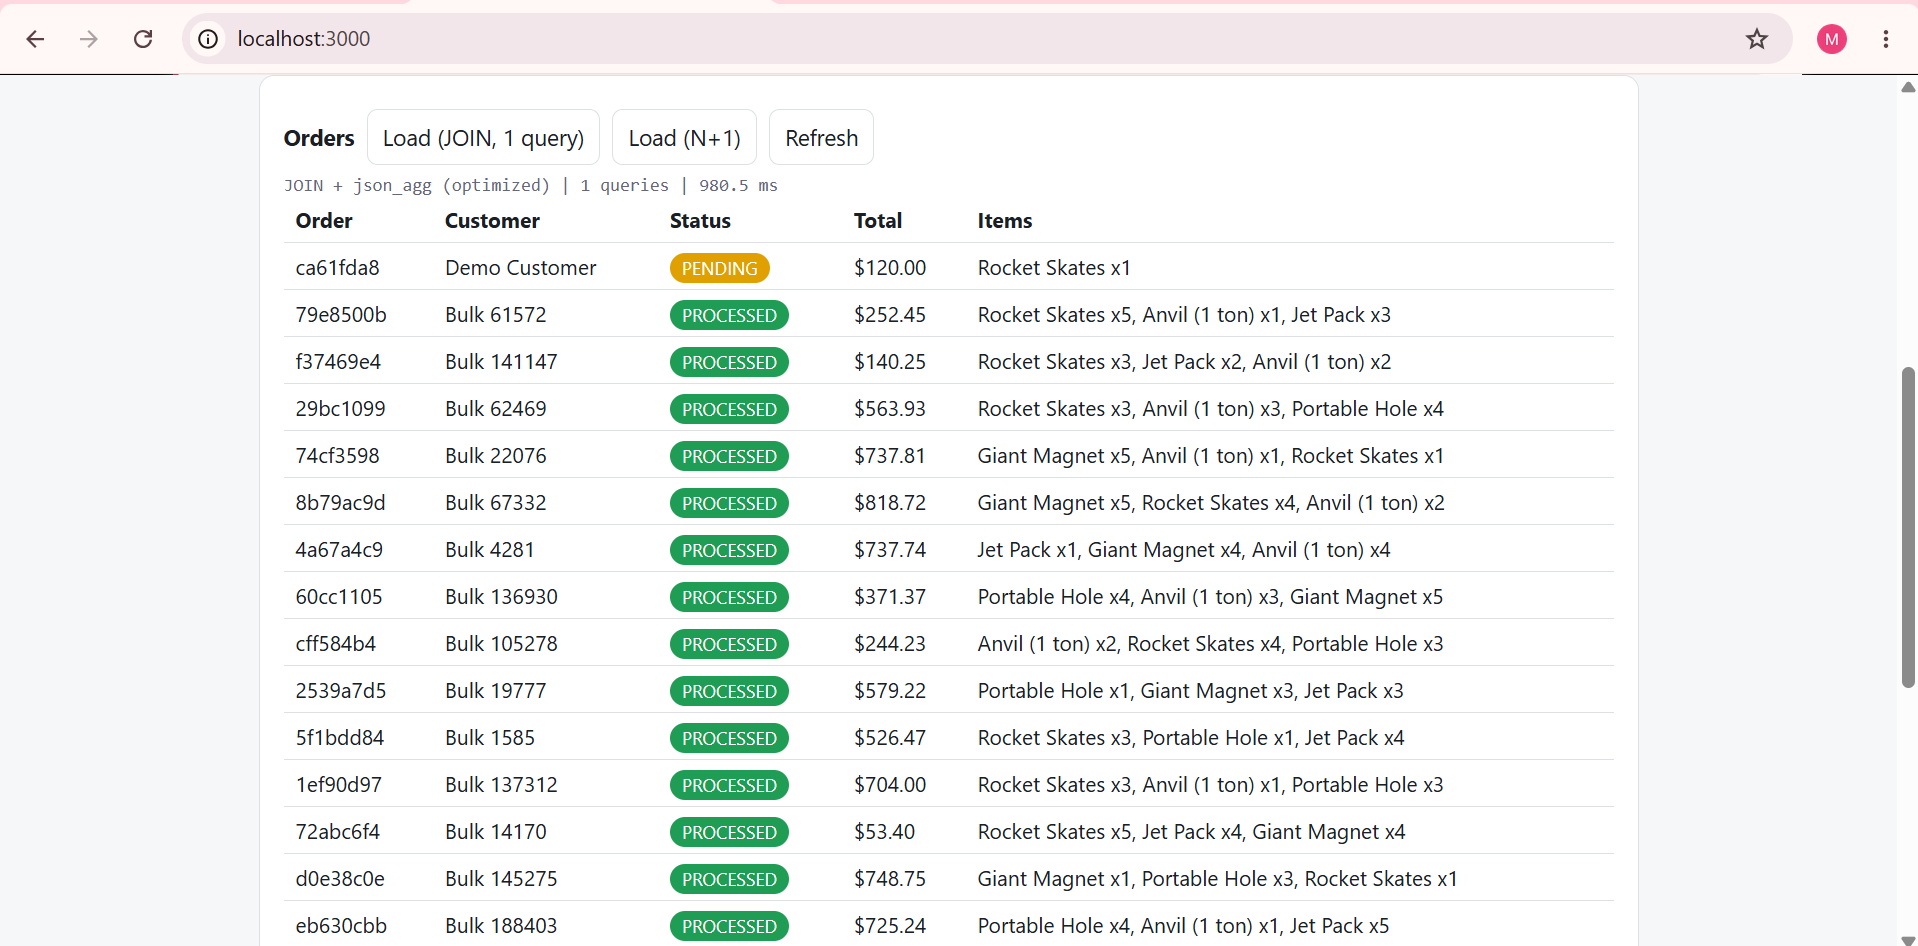 localhost:3000
M
Orders Load (JOIN, 1 query) Load (N+1) Refresh
JOIN + json_agg (optimized) | 1 queries | 980.5 ms
Order Customer Status Total Items
ca61fda8 Demo Customer PENDING $120.00 Rocket Skates x1
79e8500b Bulk 61572 PROCESSED $252.45 Rocket Skates x5, Anvil (1 ton) x1, Jet Pack x3
f37469e4 Bulk 141147 PROCESSED $140.25 Rocket Skates x3, Jet Pack x2, Anvil (1 ton) x2
29bc1099 Bulk 62469 PROCESSED $563.93 Rocket Skates x3, Anvil (1 ton) x3, Portable Hole x4
74cf3598 Bulk 22076 PROCESSED $737.81 Giant Magnet x5, Anvil (1 ton) x1, Rocket Skates x1
8b79ac9d Bulk 67332 PROCESSED $818.72 Giant Magnet x5, Rocket Skates x4, Anvil (1 ton) x2
4a67a4c9 Bulk 4281 PROCESSED $737.74 Jet Pack x1, Giant Magnet x4, Anvil (1 ton) x4
60cc1105 Bulk 136930 PROCESSED $371.37 Portable Hole x4, Anvil (1 ton) x3, Giant Magnet x5
cff584b4 Bulk 105278 PROCESSED $244.23 Anvil (1 ton) x2, Rocket Skates x4, Portable Hole x3
2539a7d5 Bulk 19777 PROCESSED $579.22 Portable Hole x1, Giant Magnet x3, Jet Pack x3
5f1bdd84 Bulk 1585 PROCESSED $526.47 Rocket Skates x3, Portable Hole x1, Jet Pack x4
1ef90d97 Bulk 137312 PROCESSED $704.00 Rocket Skates x3, Anvil (1 ton) x1, Portable Hole x3
72abc6f4 Bulk 14170 PROCESSED $53.40 Rocket Skates x5, Jet Pack x4, Giant Magnet x4
d0e38c0e Bulk 145275 PROCESSED $748.75 Giant Magnet x1, Portable Hole x3, Rocket Skates x1
eb630cbb Bulk 188403 PROCESSED $725.24 Portable Hole x4, Anvil (1 ton) x1, Jet Pack x5